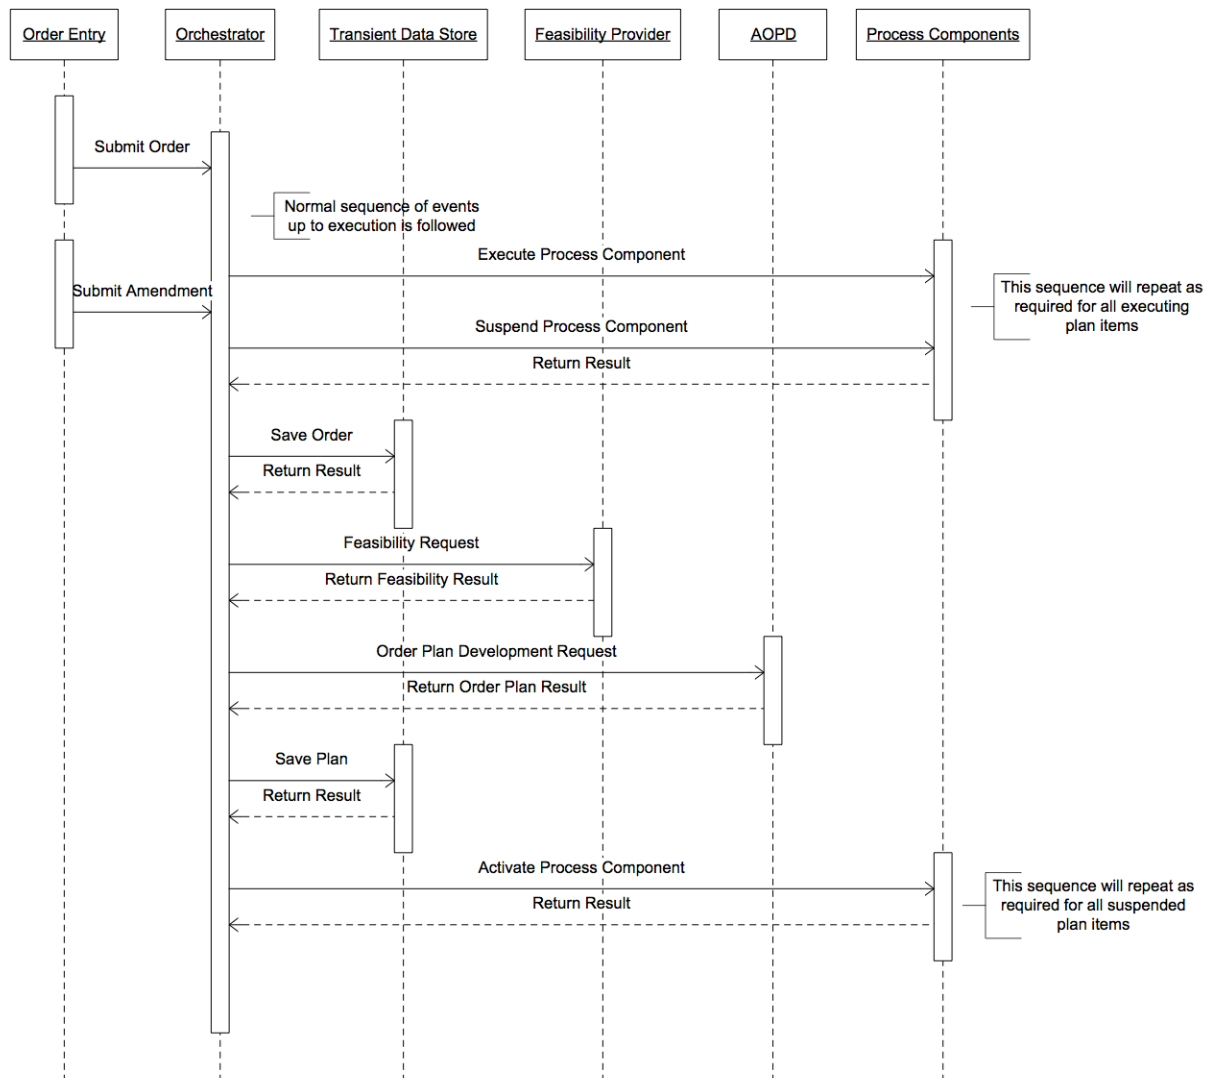 Order Entry
Orchestrator
Transient Data Store
Feasibility Provider
AOPD
Process Components
Submit Order
Normal sequence of events
up to execution is followed
Execute Process Component
Submit Amendment
This sequence will repeat as
required for all executing
plan items
Suspend Process Component
Return Result
Save Order
Return Result
Feasibility Request
Return Feasibility Result
Order Plan Development Request
Return Order Plan Result
Save Plan
Return Result
Activate Process Component
Return Result
This sequence will repeat as
required for all suspended
plan items